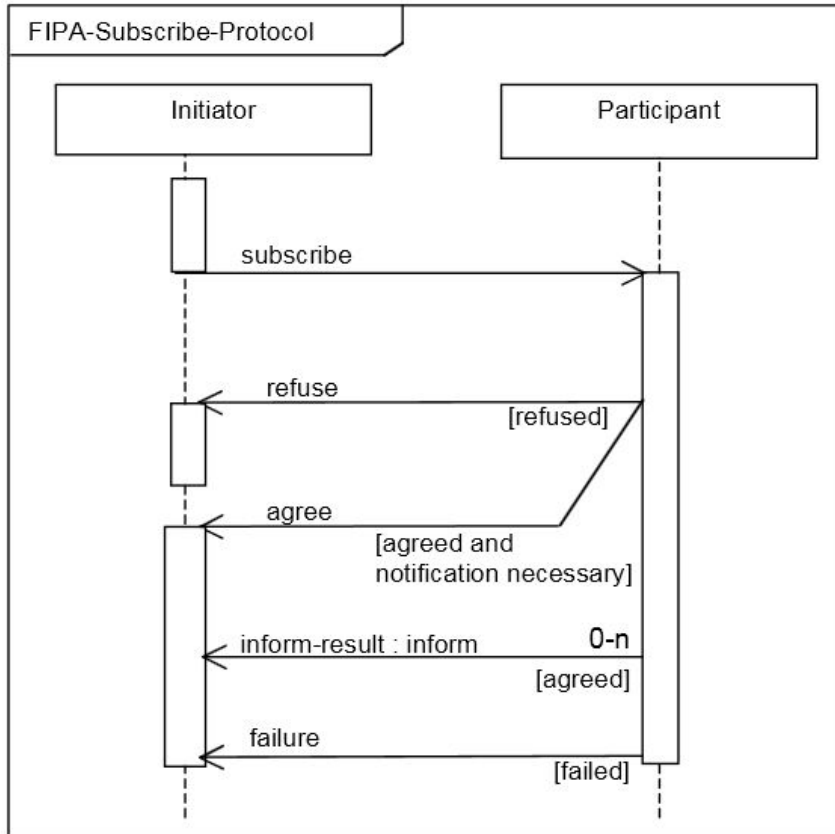 FIPA-Subscribe-Protocol
Initiator
Participant
subscribe
refuse
[refused]
agree
[agreed and
notification necessary]
inform-result : inform
0-n
[agreed]
failure
[failed]